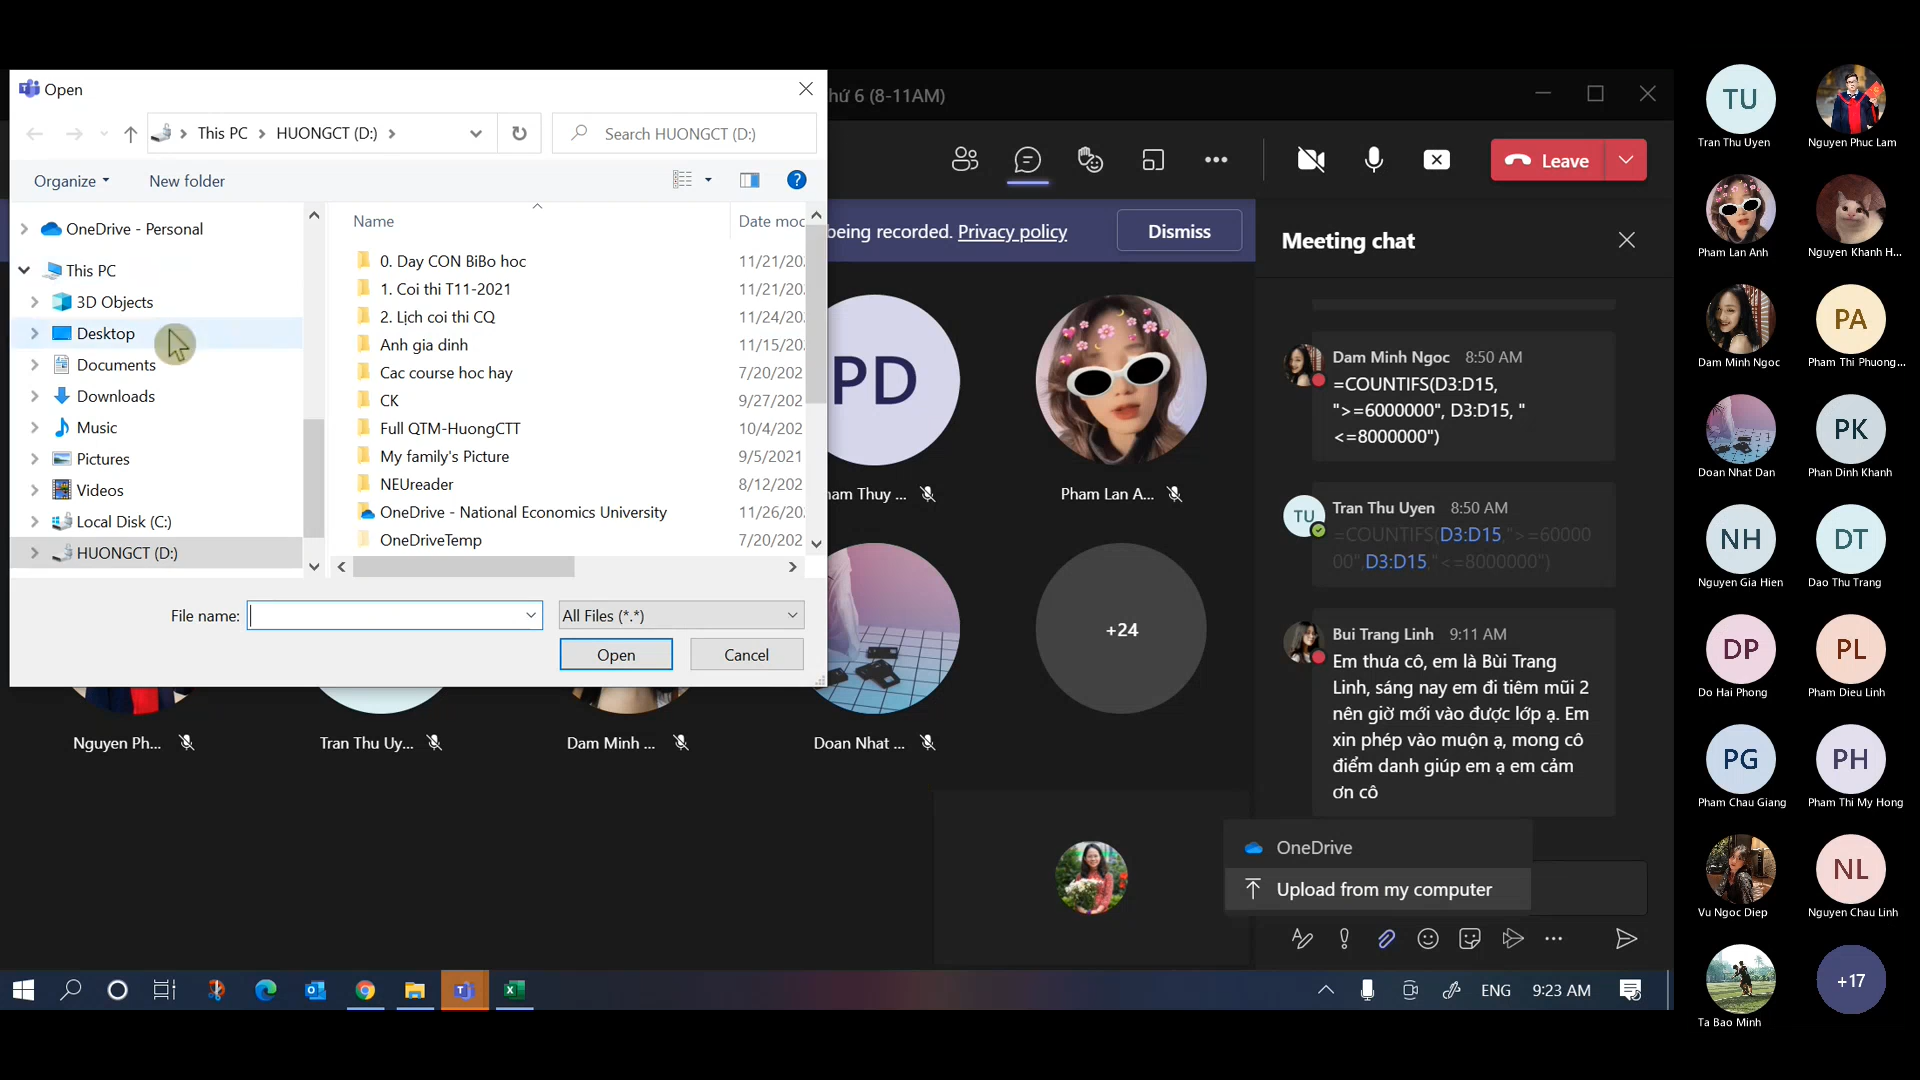 Open
This PC > HUONGCT (D:) >
Search HUONGCT (D:)
Organize
New folder
OneDrive - Personal
This PC
3D Objects
Desktop
Documents
Downloads
Music
Pictures
Videos
Local Disk (C:)
HUONGCT (D:)
Name
Date mod
0. Day CON BiBo hoc
11/21/20
1. Coi thi T11-2021
11/21/20
2. Lịch coi thi CQ
11/24/20
Anh gia dinh
11/15/20
Cac course hoc hay
7/20/202
CK
9/27/202
Full QTM-HuongCTT
10/4/202
My family's Picture
9/5/2021
NEUreader
8/12/202
OneDrive - National Economics University
11/26/20
OneDriveTemp
7/20/202
File name:
All Files (*.*)
Open
Cancel
hứ 6 (8-11AM)
Leave
being recorded. Privacy policy
Dismiss
PD
am Thuy ...
Pham Lan A...
+24
Nguyen Ph...
Tran Thu Uy...
Dam Minh ...
Doan Nhat ...
Meeting chat
Dam Minh Ngoc 8:50 AM
=COUNTIFS(D3:D15,
">=6000000", D3:D15, "
<=8000000")
TU
Tran Thu Uyen 8:50 AM
=COUNTIFS(D3:D15,">=60000
00",D3:D15,"<=8000000")
Bui Trang Linh 9:11 AM
Em thưa cô, em là Bùi Trang
Linh, sáng nay em đi tiêm mũi 2
nên giờ mới vào được lớp ạ. Em
xin phép vào muộn ạ, mong cô
điểm danh giúp em ạ em cảm
ơn cô
OneDrive
Upload from my computer
ENG
9:23 AM
TU
Tran Thu Uyen
Nguyen Phuc Lam
Pham Lan Anh
Nguyen Khanh H...
Dam Minh Ngoc
PA
Pham Thi Phuong...
Doan Nhat Dan
PK
Phan Dinh Khanh
NH
Nguyen Gia Hien
DT
Dao Thu Trang
DP
Do Hai Phong
PL
Pham Dieu Linh
PG
Pham Chau Giang
PH
Pham Thi My Hong
Vu Ngoc Diep
NL
Nguyen Chau Linh
Ta Bao Minh
+17